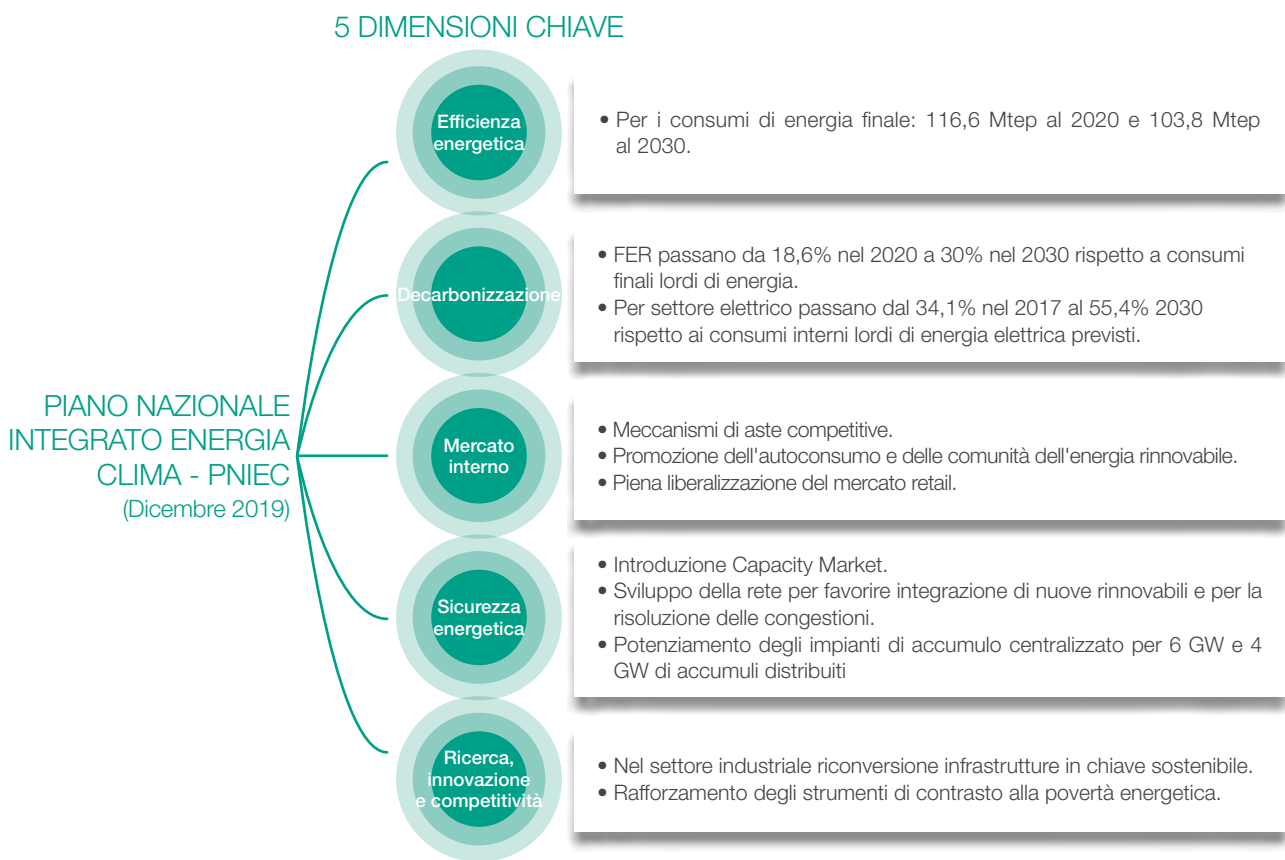 5 DIMENSIONI CHIAVE
PIANO NAZIONALE
INTEGRATO ENERGIA
CLIMA - PNIEC
(Dicembre 2019)
Efficienza
energetica
• Per i consumi di energia finale: 116,6 Mtep al 2020 e 103,8 Mtep
al 2030.
Decarbonizzazione
• FER passano da 18,6% nel 2020 a 30% nel 2030 rispetto a consumi
finali lordi di energia.
• Per settore elettrico passano dal 34,1% nel 2017 al 55,4% 2030
rispetto ai consumi interni lordi di energia elettrica previsti.
Mercato
interno
• Meccanismi di aste competitive.
• Promozione dell'autoconsumo e delle comunità dell'energia rinnovabile.
• Piena liberalizzazione del mercato retail.
Sicurezza
energetica
• Introduzione Capacity Market.
• Sviluppo della rete per favorire integrazione di nuove rinnovabili e per la
risoluzione delle congestioni.
• Potenziamento degli impianti di accumulo centralizzato per 6 GW e 4
GW di accumuli distribuiti
Ricerca,
innovazione
e competitività
• Nel settore industriale riconversione infrastrutture in chiave sostenibile.
• Rafforzamento degli strumenti di contrasto alla povertà energetica.